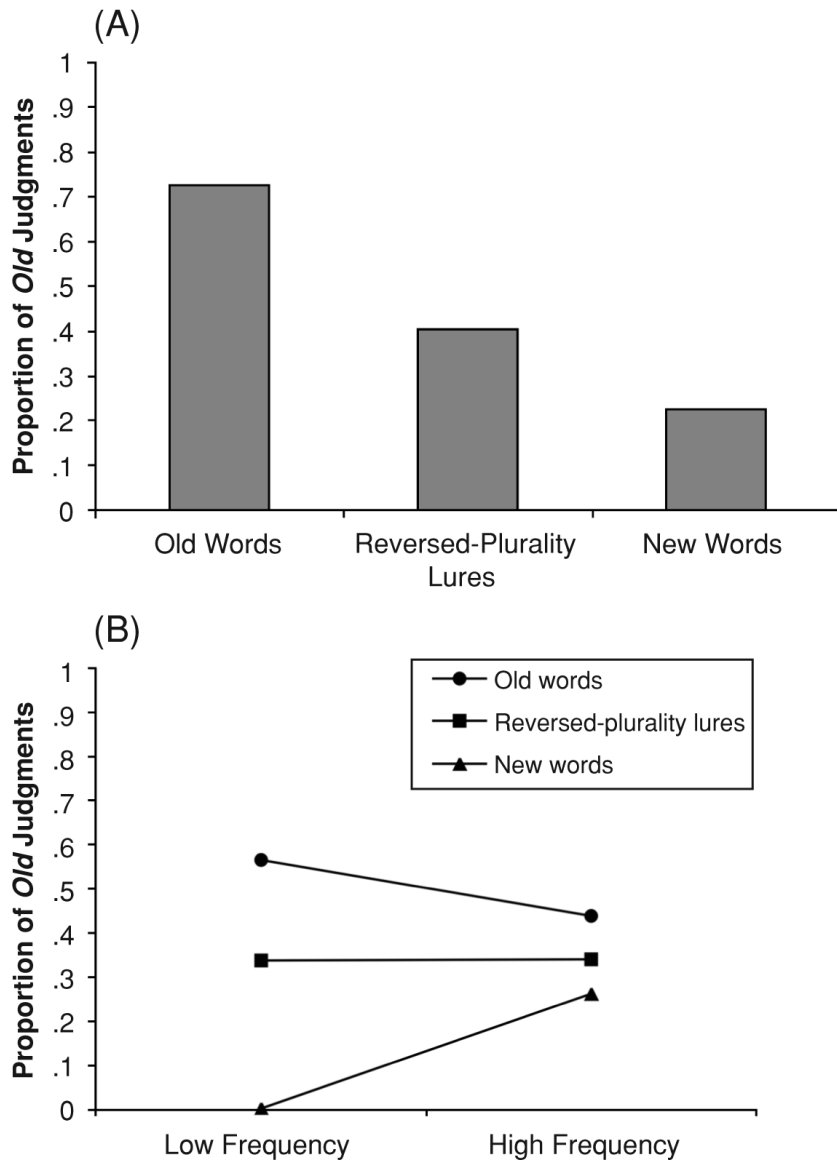 (A)
Proportion of Old Judgments
1
.9
.8
.7
.6
.5
.4
.3
.2
.1
0
Old Words
Reversed-Plurality
Lures
New Words
(B)
Proportion of Old Judgments
1
.9
.8
.7
.6
.5
.4
.3
.2
.1
0
Old words
Reversed-plurality lures
New words
Low Frequency
High Frequency